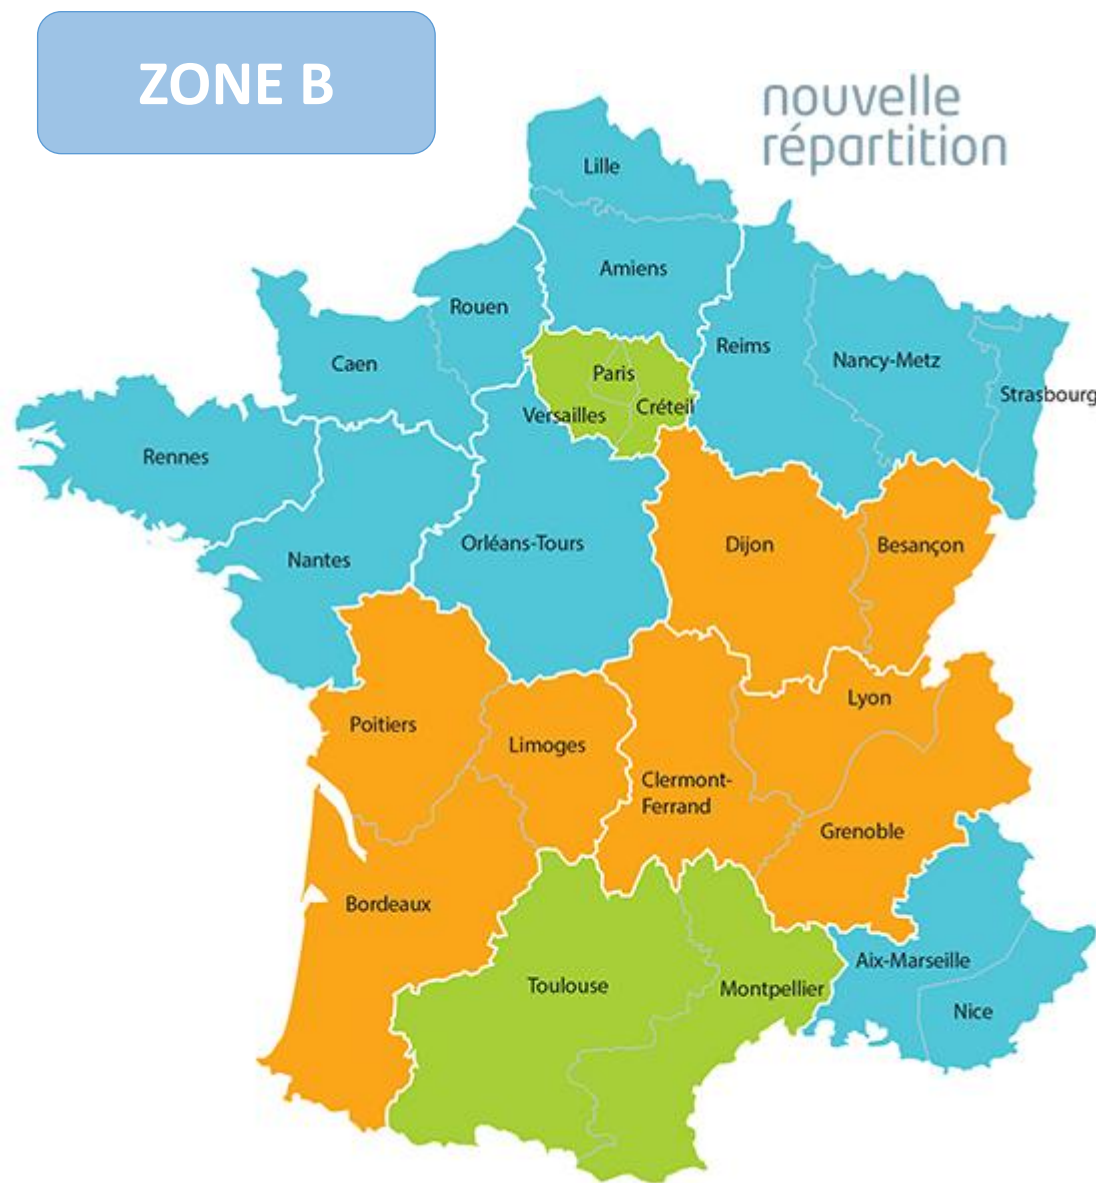 ZONE B
nouvelle
répartition
Lille
Amiens
Rouen
Caen
Reims
Nancy-Metz
Strasbourg
Paris
Versailles
Créteil
Rennes
Nantes
Orléans-Tours
Dijon
Besançon
Poitiers
Limoges
Clermont-
Ferrand
Lyon
Grenoble
Bordeaux
Toulouse
Montpellier
Aix-Marseille
Nice